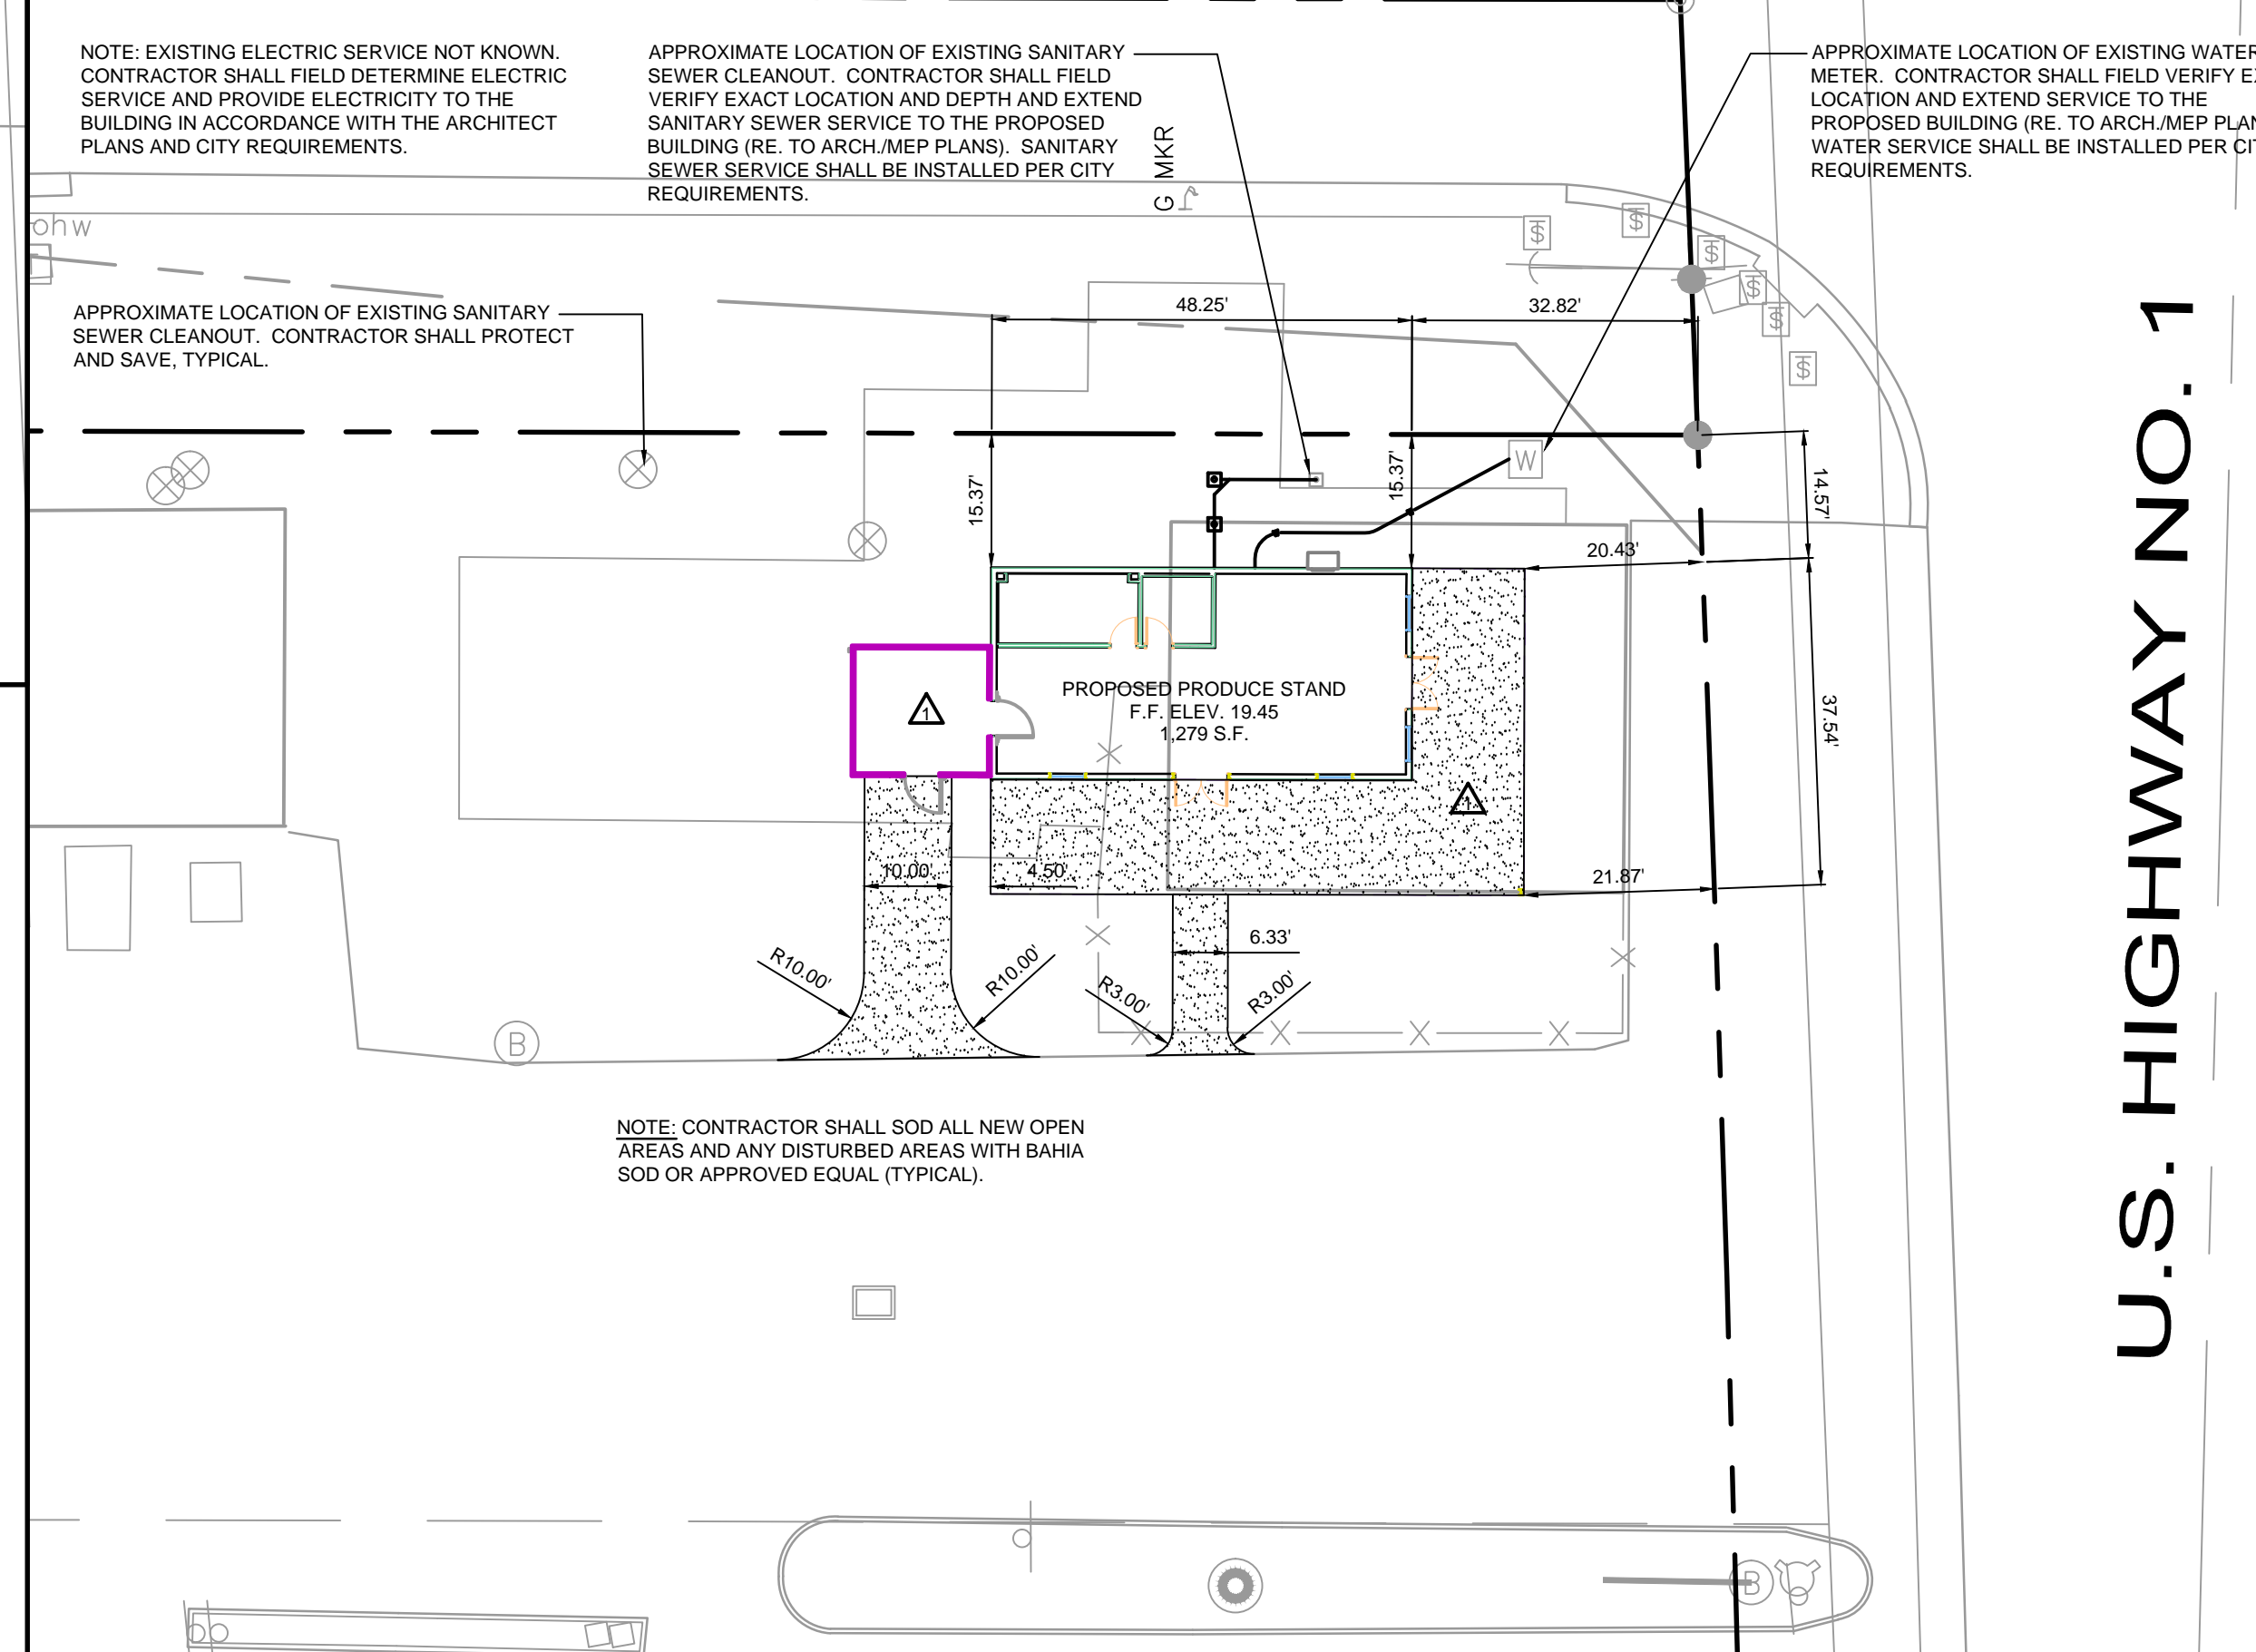 NOTE: EXISTING ELECTRIC SERVICE NOT KNOWN.
CONTRACTOR SHALL FIELD DETERMINE ELECTRIC
SERVICE AND PROVIDE ELECTRICITY TO THE
BUILDING IN ACCORDANCE WITH THE ARCHITECT
PLANS AND CITY REQUIREMENTS.
APPROXIMATE LOCATION OF EXISTING SANITARY
SEWER CLEANOUT. CONTRACTOR SHALL FIELD
VERIFY EXACT LOCATION AND DEPTH AND EXTEND
SANITARY SEWER SERVICE TO THE PROPOSED
BUILDING (RE. TO ARCH./MEP PLANS). SANITARY
SEWER SERVICE SHALL BE INSTALLED PER CITY
REQUIREMENTS.
APPROXIMATE LOCATION OF EXISTING WATER
METER. CONTRACTOR SHALL FIELD VERIFY
LOCATION AND EXTEND SERVICE TO THE
PROPOSED BUILDING (RE. TO ARCH./MEP
WATER SERVICE SHALL BE INSTALLED PER
REQUIREMENTS.
G MKR
ohw
APPROXIMATE LOCATION OF EXISTING SANITARY
SEWER CLEANOUT. CONTRACTOR SHALL PROTECT
AND SAVE, TYPICAL.
48.25'
32.82'
15.37'
15.37'
W
14.57'
20.43'
37.54'
U.S. HIGHWAY NO. 1
PROPOSED PRODUCE STAND
F.F. ELEV. 19.45
1,279 S.F.
1
1
10.00'
4.50'
21.87'
6.33'
R10.00'
R10.00'
R3.00'
R3.00'
B
NOTE: CONTRACTOR SHALL SOD ALL NEW OPEN
AREAS AND ANY DISTURBED AREAS WITH BAHIA
SOD OR APPROVED EQUAL (TYPICAL).
B